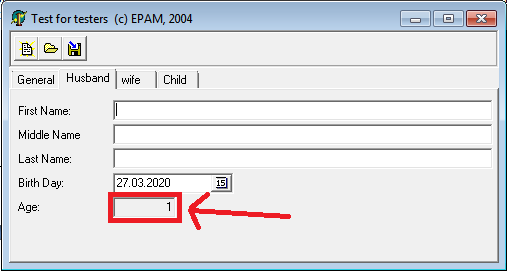 Test for testers (c) EPAM, 2004
General Husband wife Child
First Name:
Middle Name
Last Name:
Birth Day: 27.03.2020 15
Age: 1